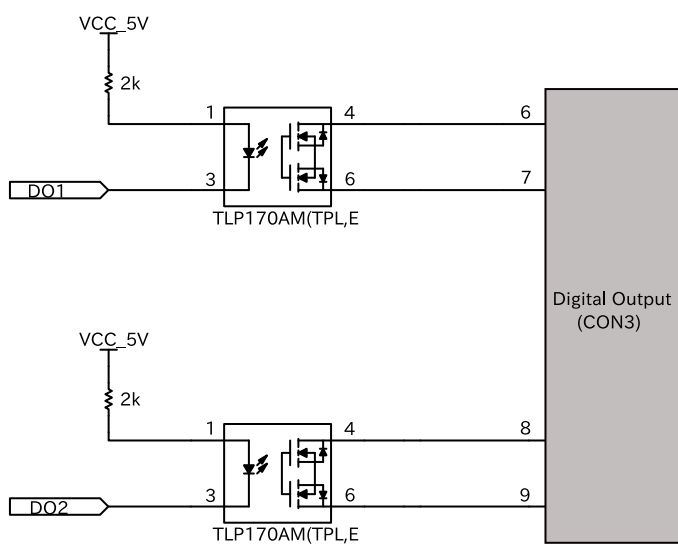 VCC_5V
2k
1 4 6
3 6 7
DO1
TLP170AM(TPL,E
Digital Output
(CON3)
VCC_5V
2k
1 4 8
3 6 9
DO2
TLP170AM(TPL,E